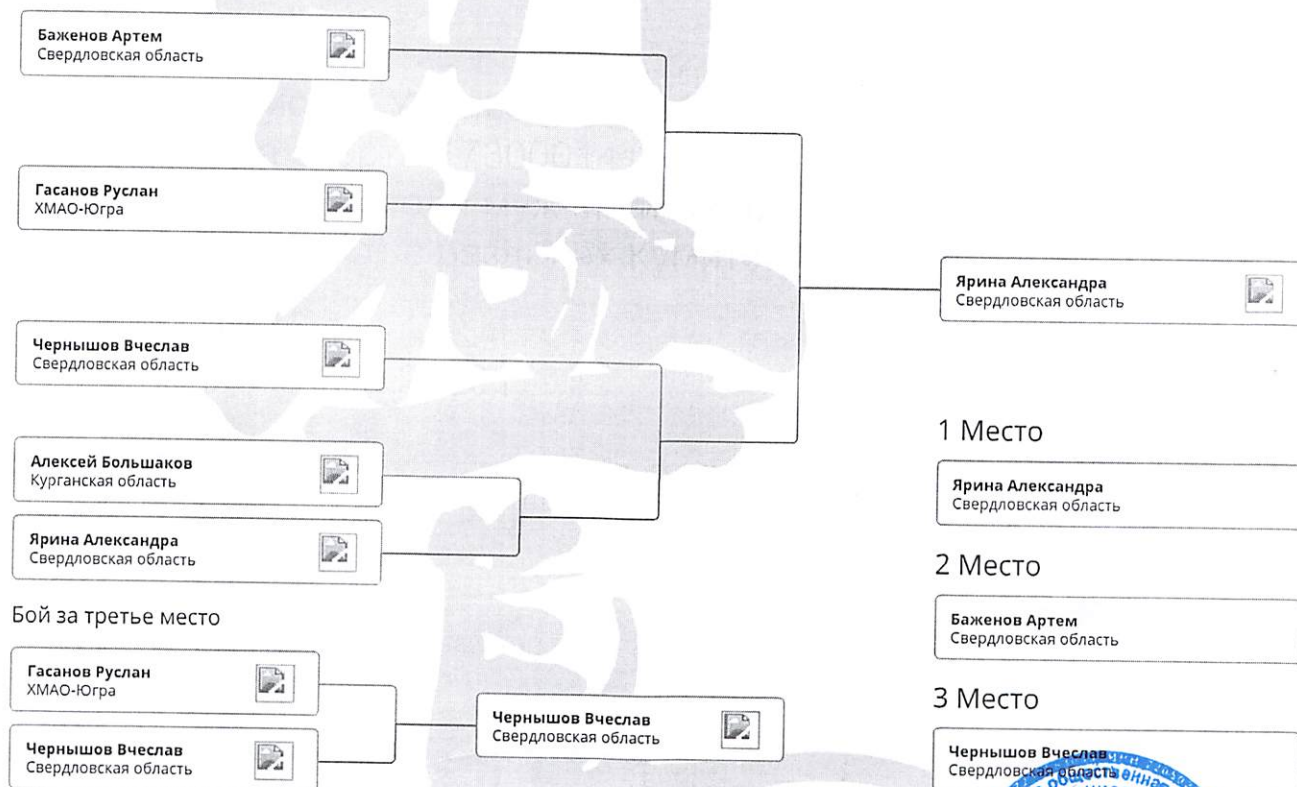 Баженов Артем
Свердловская область
Гасанов Руслан
ХМАО-Югра
Чернышов Вчеслав
Свердловская область
Алексей Большаков
Курганская область
Ярина Александра
Свердловская область
Ярина Александра
Свердловская область
Бой за третье место
Гасанов Руслан
ХМАО-Югра
Чернышов Вчеслав
Свердловская область
Чернышов Вчеслав
Свердловская область
1 Место
Ярина Александра
Свердловская область
2 Место
Баженов Артем
Свердловская область
3 Место
Чернышов Вчеслав
Свердловская область